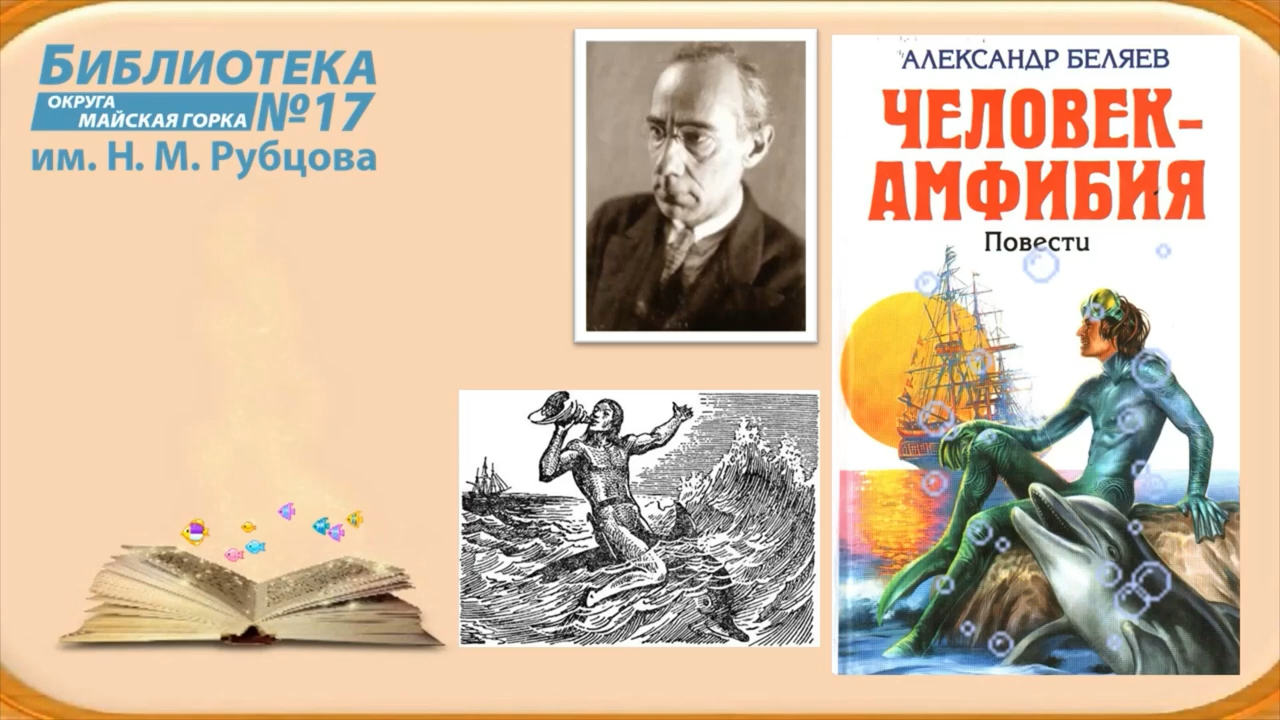 БИБЛИОТЕКА
ОКРУГА
МАЙСКАЯ ГОРКА №17
им. Н. М. Рубцова
АЛЕКСАНДР БЕЛЯЕВ
ЧЕЛОВЕК-
АМФИБИЯ
Повести